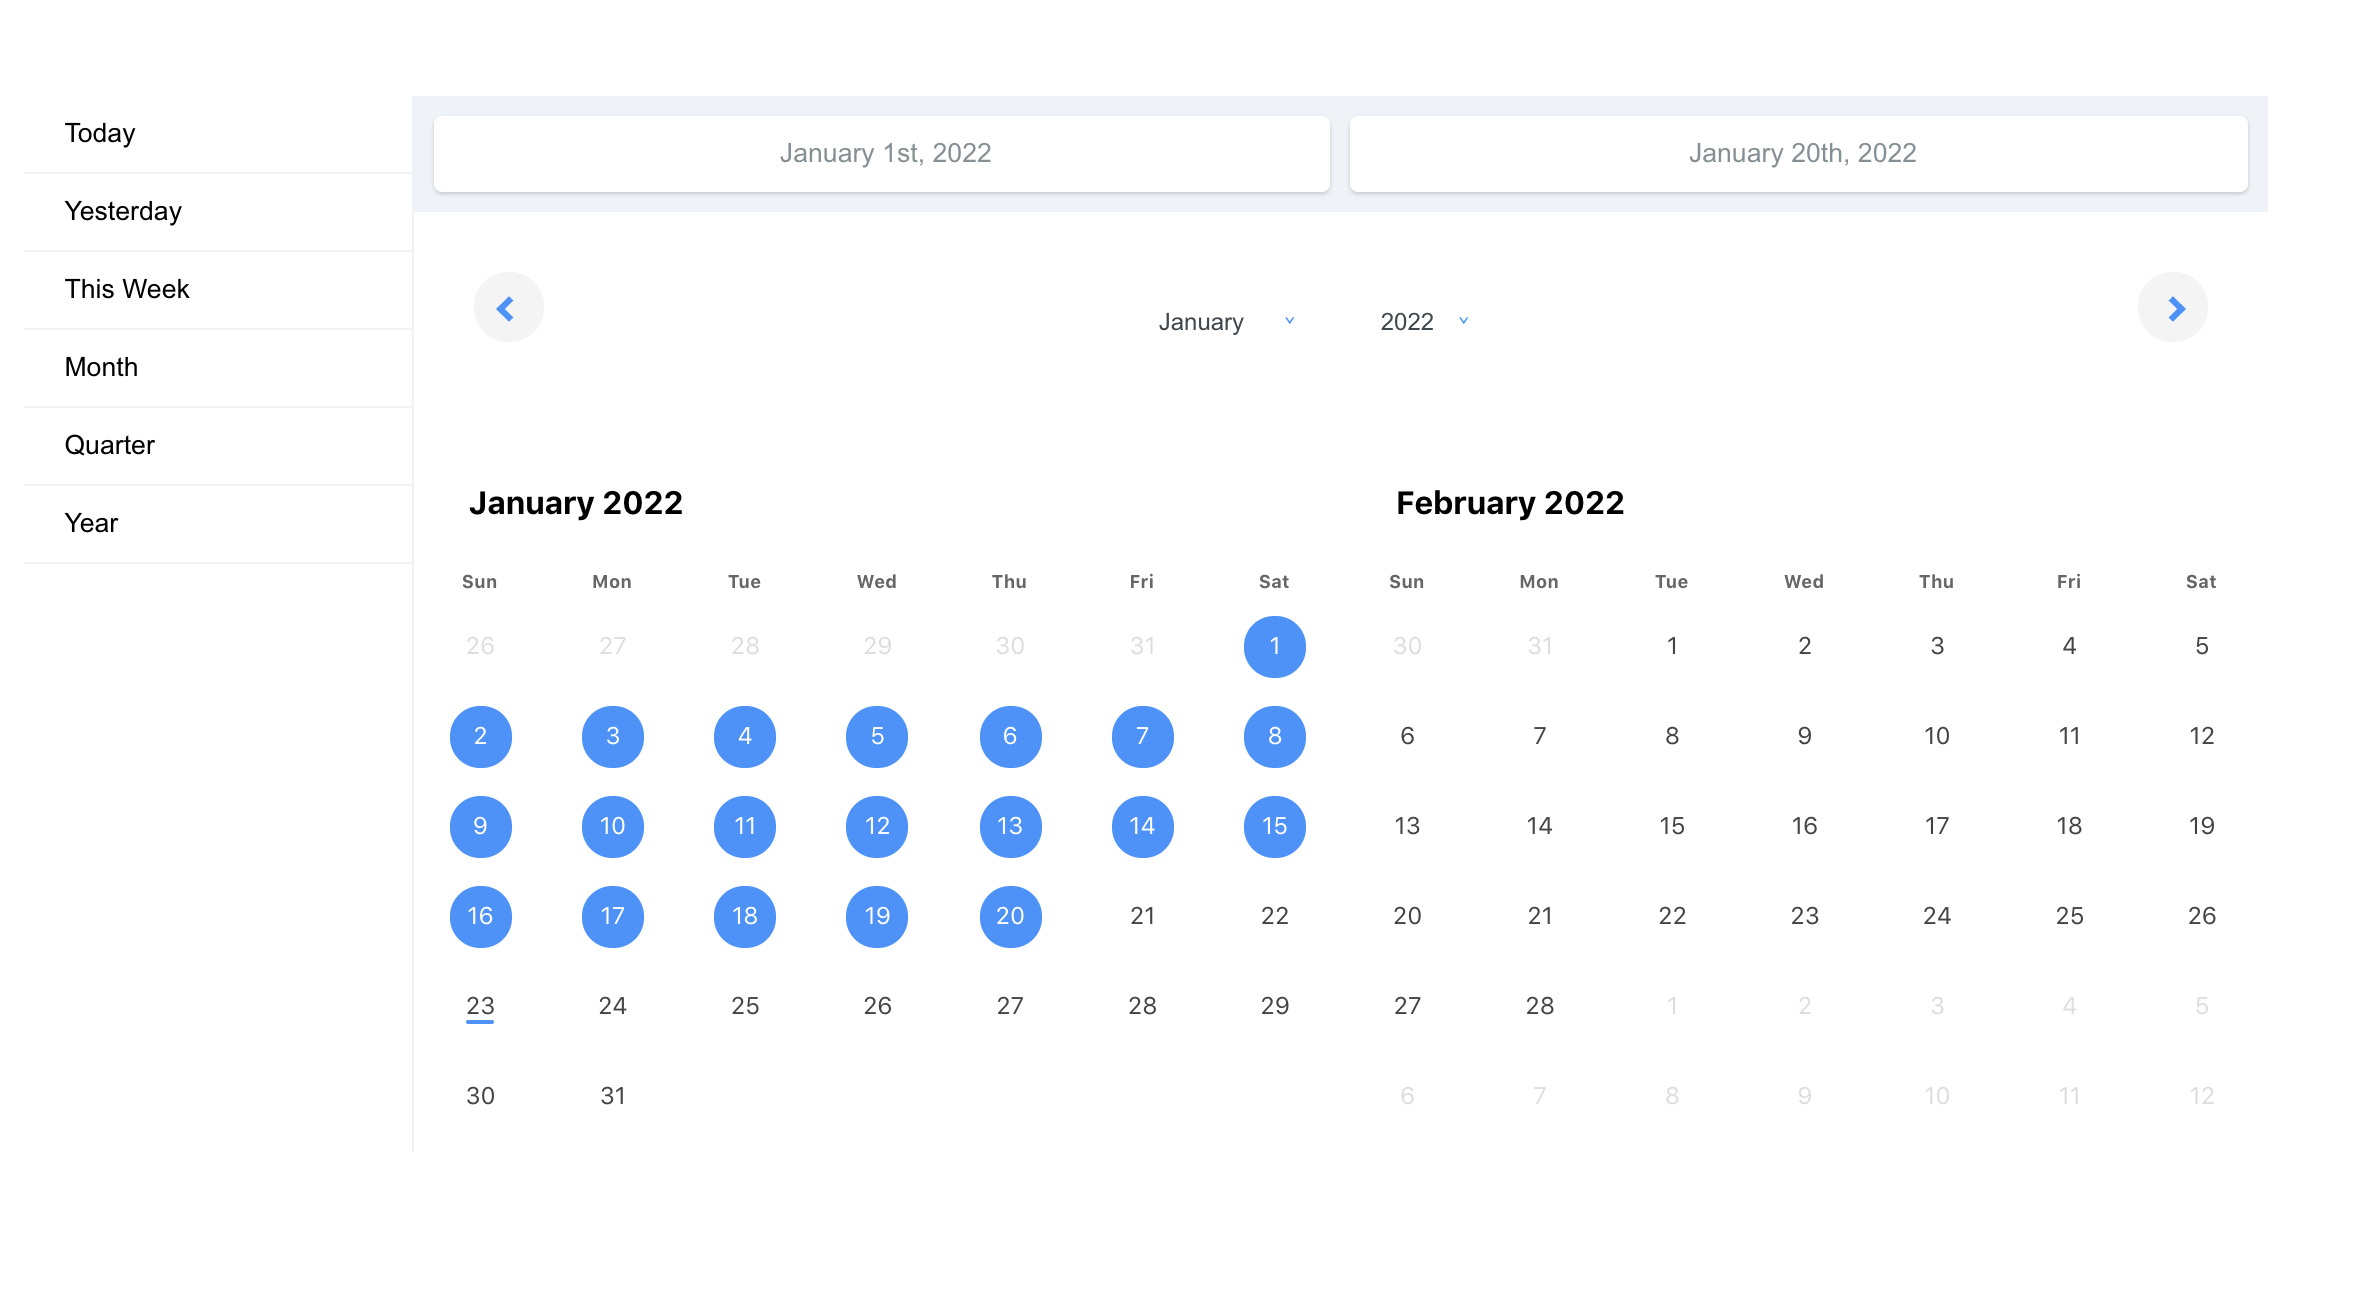 Today
Yesterday
This Week
Month
Quarter
Year
January 1st, 2022
January 20th, 2022
January 2022
January 2022
Sun Mon Tue Wed Thu Fri Sat
26 27 28 29 30 31 1
2 3 4 5 6 7 8
9 10 11 12 13 14 15
16 17 18 19 20 21 22
23 24 25 26 27 28 29
30 31
February 2022
Sun Mon Tue Wed Thu Fri Sat
30 31 1 2 3 4 5
6 7 8 9 10 11 12
13 14 15 16 17 18 19
20 21 22 23 24 25 26
27 28 1 2 3 4 5
6 7 8 9 10 11 12